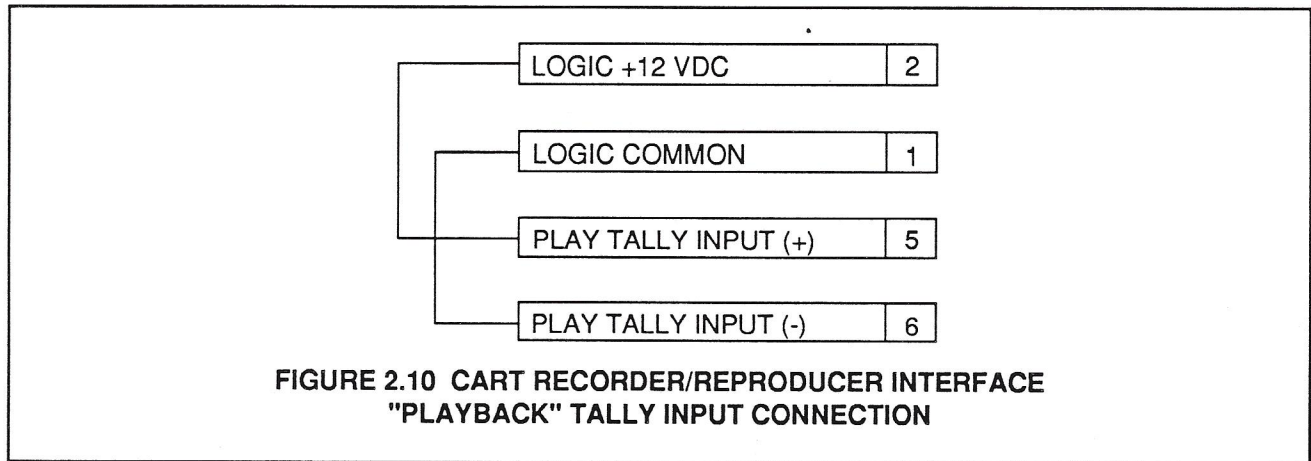 LOGIC +12 VDC 2
LOGIC COMMON 1
PLAY TALLY INPUT (+) 5
PLAY TALLY INPUT (-) 6
FIGURE 2.10 CART RECORDER/REPRODUCER INTERFACE
"PLAYBACK" TALLY INPUT CONNECTION